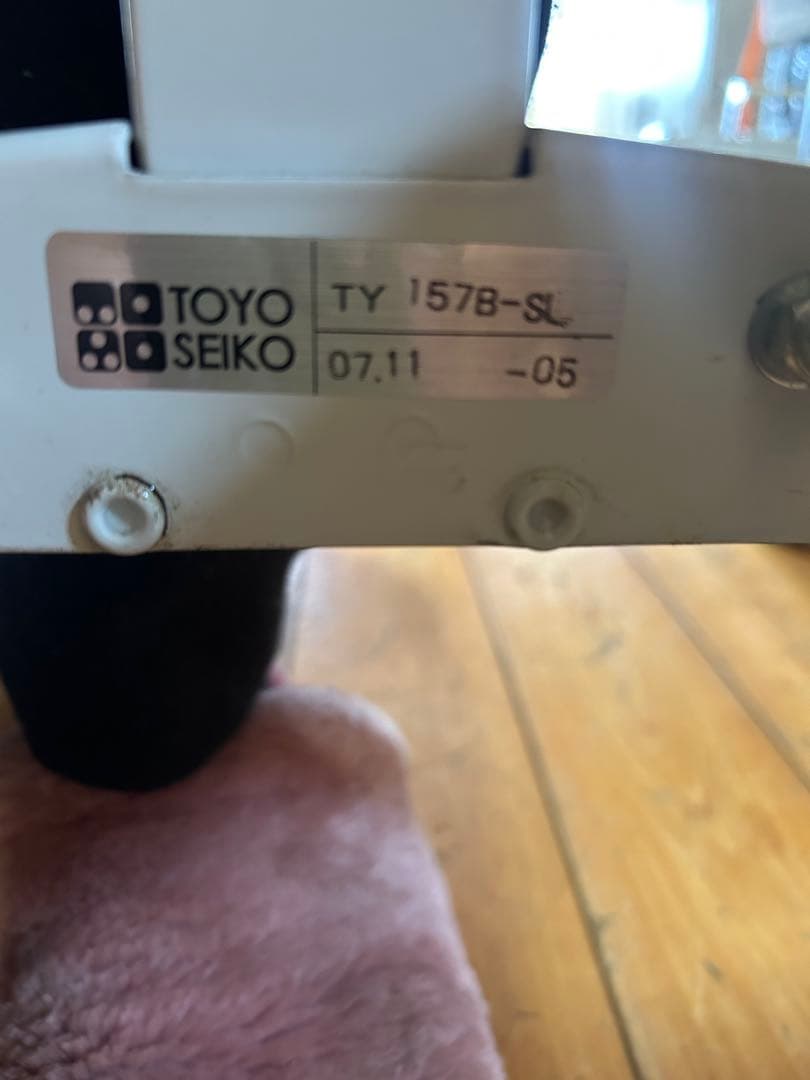 TOYO
SEIKO
TY 157B-SL
07.11 -05